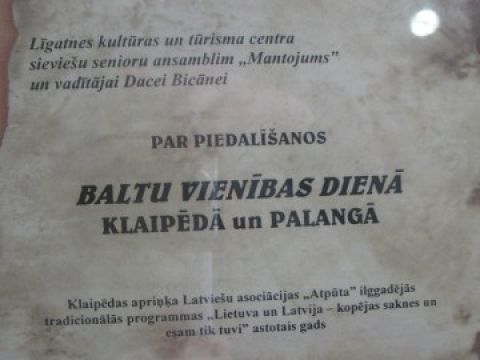 Līgatnes kultūras un tūrisma centra
sieviešu senioru ansamblim „Mantojums”
un vadītājai Dacei Bicānei
PAR PIEDALĪŠANOS
BALTU VIENĪBAS DIENĀ
KLAIPĒDĀ un PALANGĀ
Klaipēdas apriņķa Latviešu asociācijas „Atpūta” ilggadējās
tradicionālās programmas „Lietuva un Latvija – kopējas saknes un
esam tik tuvi” astotais gads